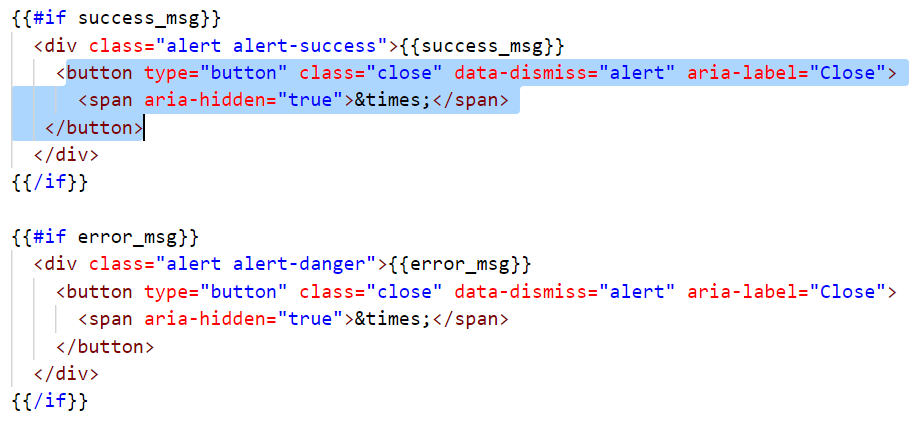 {{#if success_msg}}
  <div class="alert alert-success">{{success_msg}}
    <button type="button" class="close" data-dismiss="alert" aria-label="Close">
      <span aria-hidden="true">&times;</span>
   </button>
  </div>
{{/if}}

{{#if error_msg}}
  <div class="alert alert-danger">{{error_msg}}
    <button type="button" class="close" data-dismiss="alert" aria-label="Close">
      <span aria-hidden="true">&times;</span>
    </button>
  </div>
{{/if}}